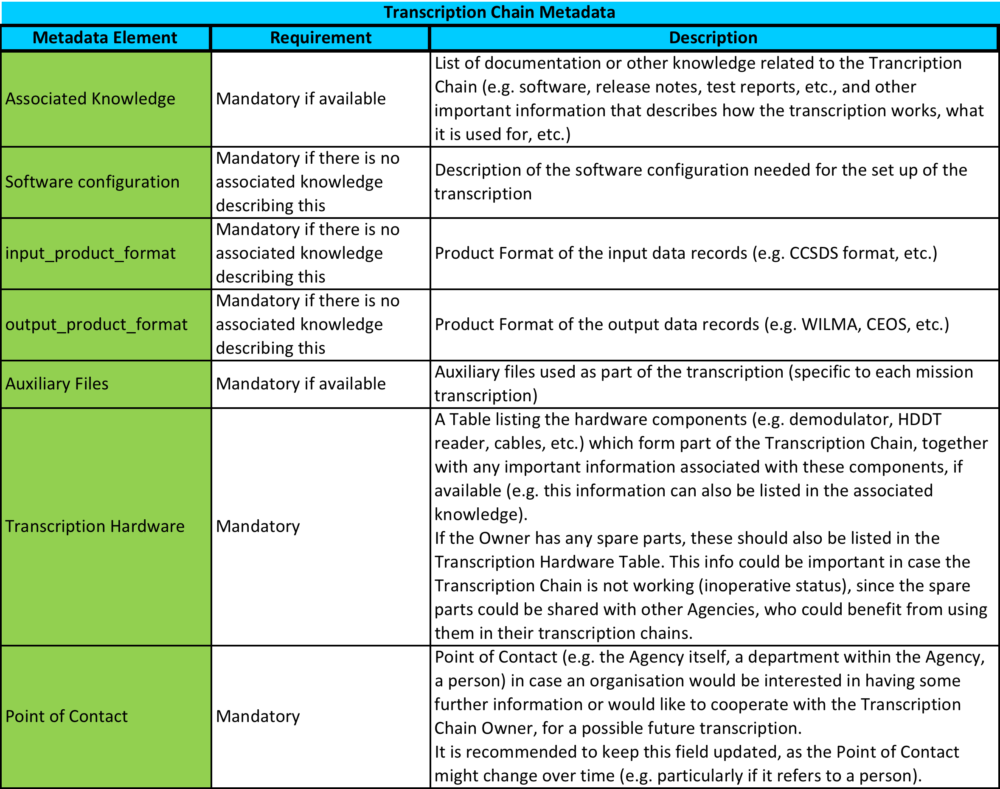 Transcription Chain Metadata
Metadata Element Requirement Description
Associated Knowledge
Mandatory if available
List of documentation or other knowledge related to the Trancription
Chain (e.g. software, release notes, test reports, etc., and other
important information that describes how the transcription works, what
it is used for, etc.)
Software configuration
Mandatory if there is no
associated knowledge
describing this
Description of the software configuration needed for the set up of the
transcription
input_product_format
Mandatory if there is no
associated knowledge
describing this
Product Format of the input data records (e.g. CCSDS format, etc.)
output_product_format
Mandatory if there is no
associated knowledge
describing this
Product Format of the output data records (e.g. WILMA, CEOS, etc.)
Auxiliary Files
Mandatory if available
Auxiliary files used as part of the transcription (specific to each mission
transcription)
Transcription Hardware
Mandatory
A Table listing the hardware components (e.g. demodulator, HDDT
reader, cables, etc.) which form part of the Transcription Chain, together
with any important information associated with these components, if
available (e.g. this information can also be listed in the associated
knowledge).
If the Owner has any spare parts, these should also be listed in the
Transcription Hardware Table. This info could be important in case the
Transcription Chain is not working (inoperative status), since the spare
parts could be shared with other Agencies, who could benefit from using
them in their transcription chains.
Point of Contact
Mandatory
Point of Contact (e.g. the Agency itself, a department within the Agency,
a person) in case an organisation would be interested in having some
further information or would like to cooperate with the Transcription
Chain Owner, for a possible future transcription.
It is recommended to keep this field updated, as the Point of Contact
might change over time (e.g. particularly if it refers to a person).